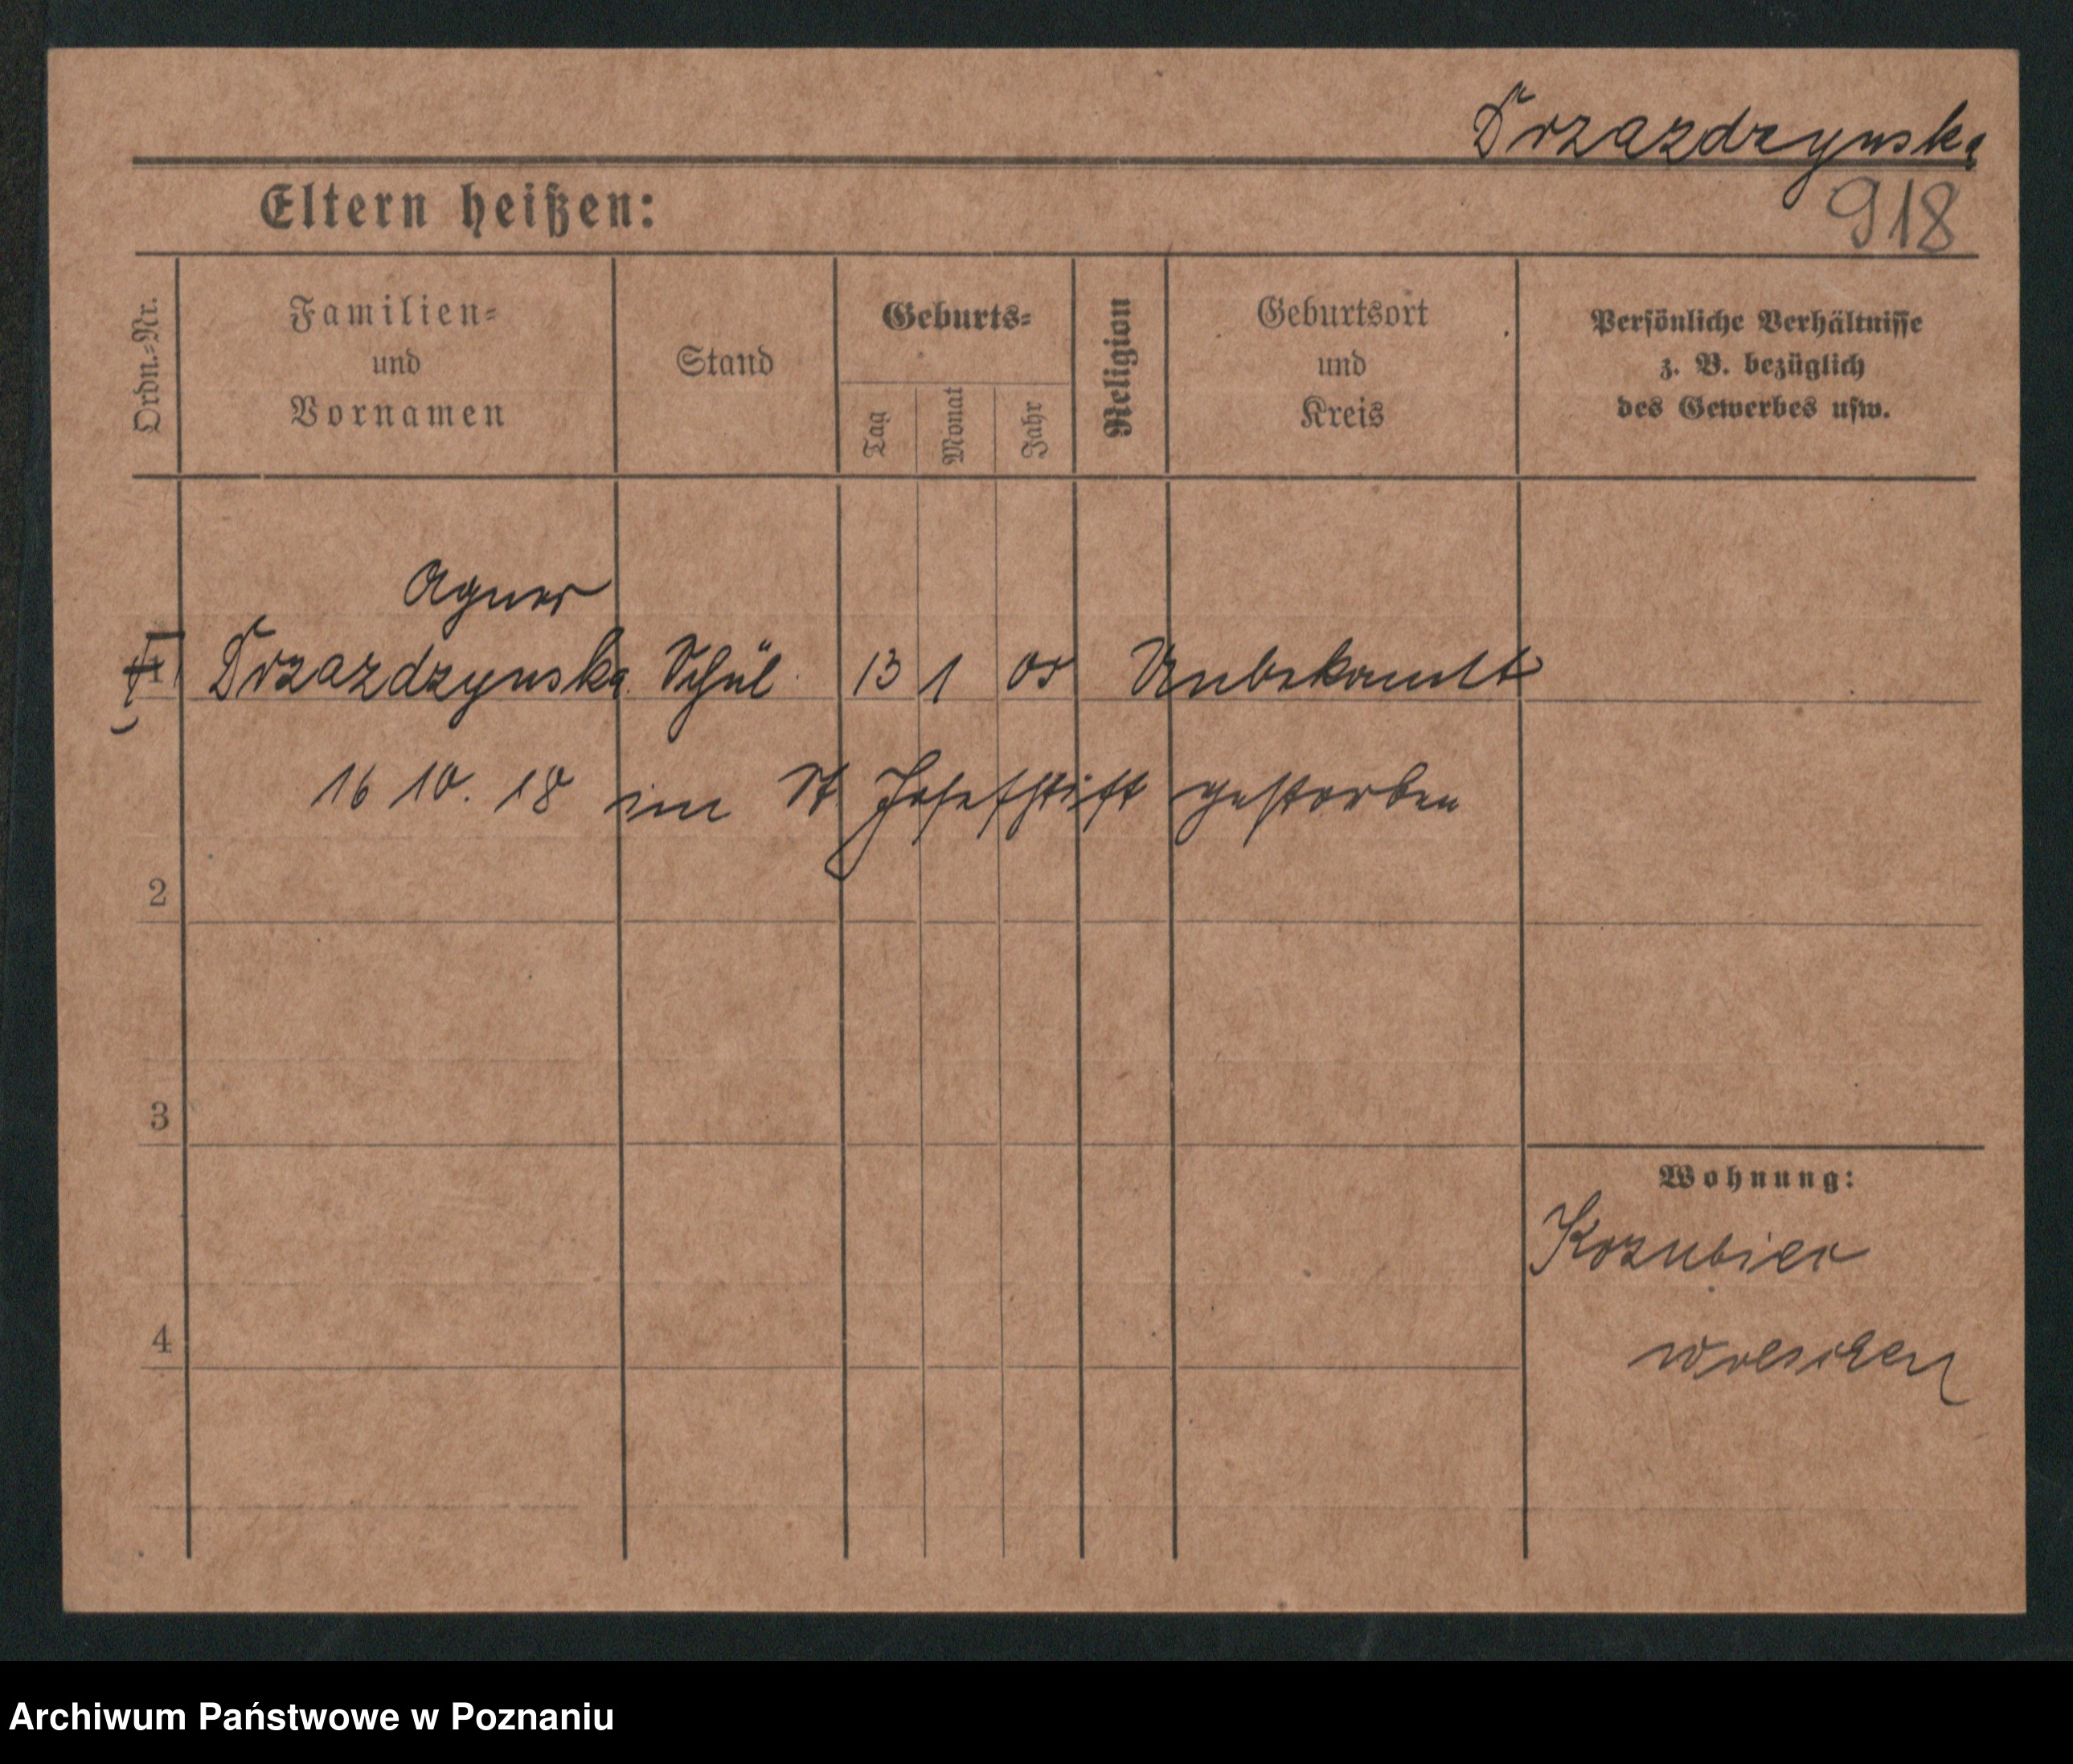 Drzazdzynska
Eltern heißen:
918
Ordn.=Nr.
Familien=
und
Vornamen
Stand
Geburts=
Tag
Monat
Jahr
Religion
Geburtsort
und
Kreis
Persönliche Verhältnisse
z. B. bezüglich
des Gewerbes usw.
Agnes
1 Drzazdzynska Schül. 13 1 05 Unbekannt
16 10. 18 im St Josefstift gestorben
2
3
Wohnung:
4
Wreschen
Archiwum Państwowe w Poznaniu